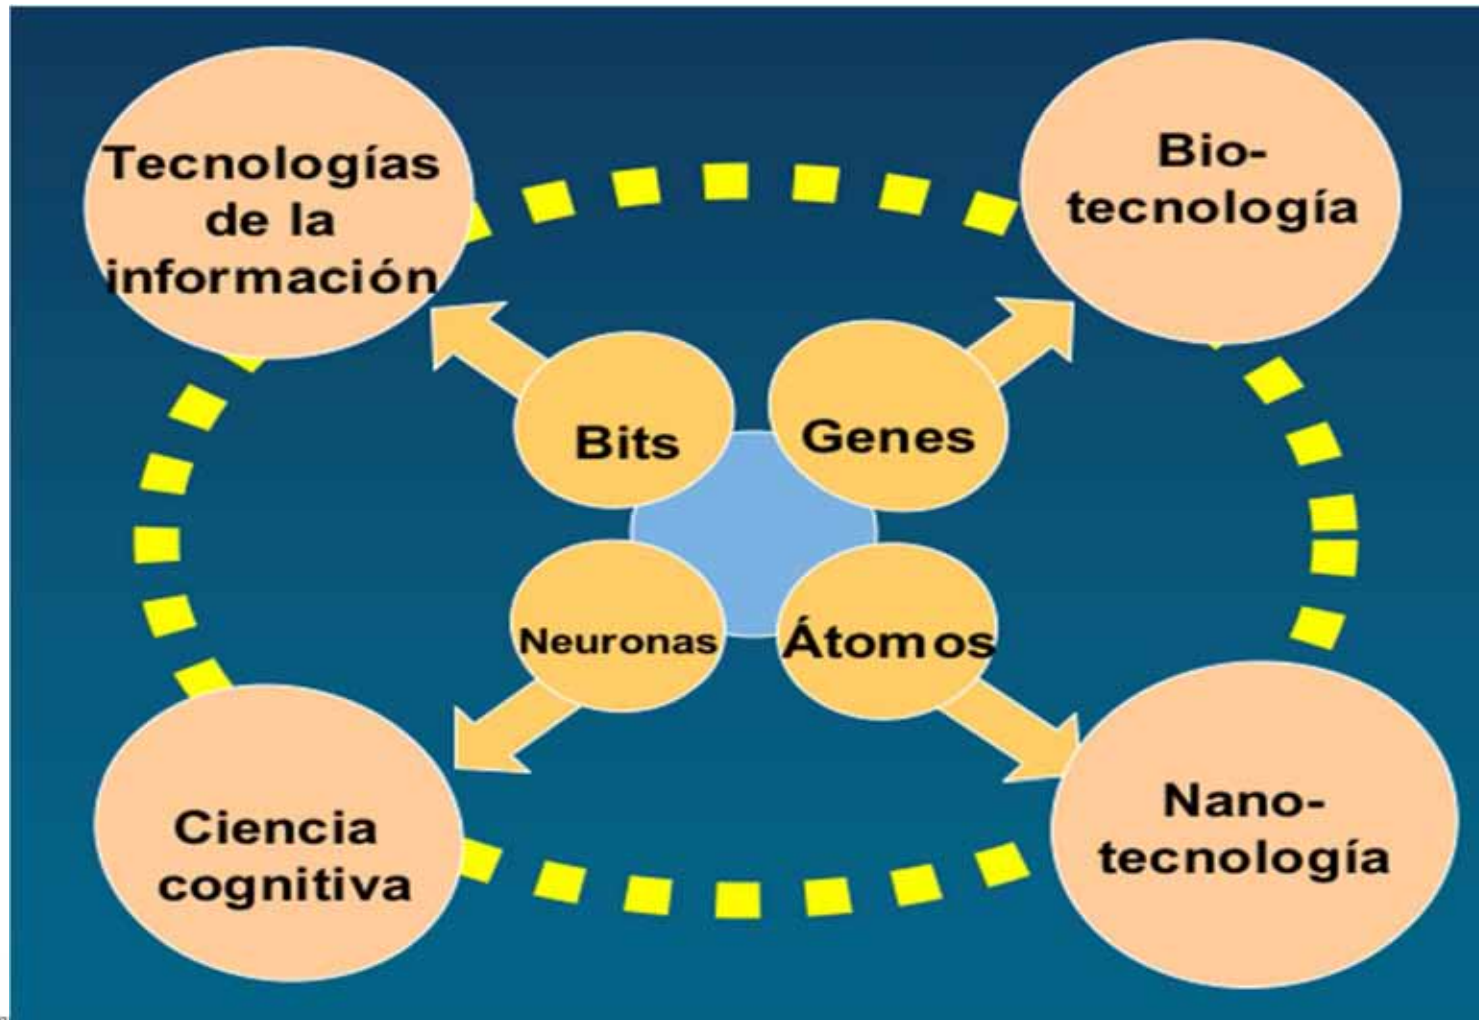 Tecnologías
de la
información
Bio-
tecnología
Bits
Genes
Neuronas
Átomos
Ciencia
cognitiva
Nano-
tecnología